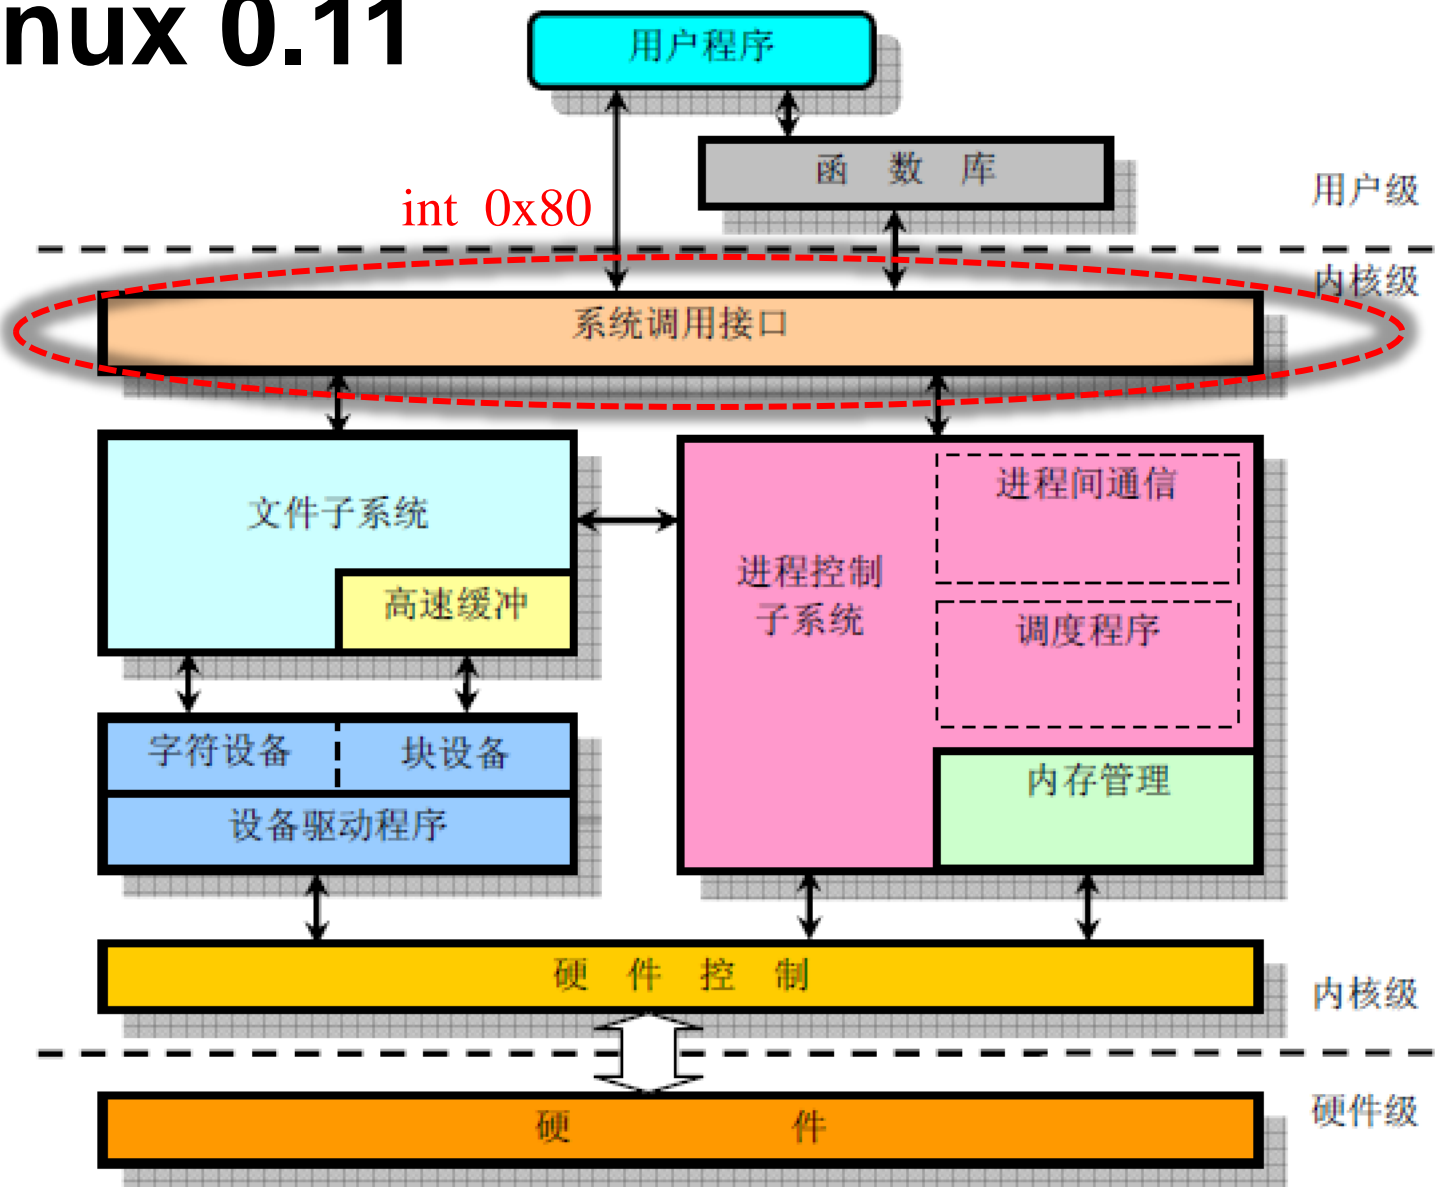 nux 0.11
用户程序
函 数 库
用户级
int 0x80
内核级
系统调用接口
文件子系统
高速缓冲
进程控制
子系统
进程间通信
调度程序
内存管理
字符设备
块设备
设备驱动程序
硬 件 控 制
内核级
硬 件
硬件级